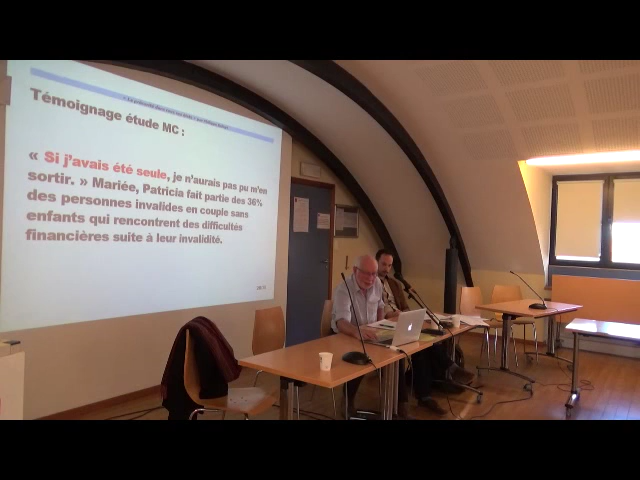 Témoignage étude MC :
« Si j'avais été seule, je n'aurais pas pu m'en
sortir. » Mariée, Patricia fait partie des 36%
des personnes invalides en couple sans
enfants qui rencontrent des difficultés
financières suite à leur invalidité.